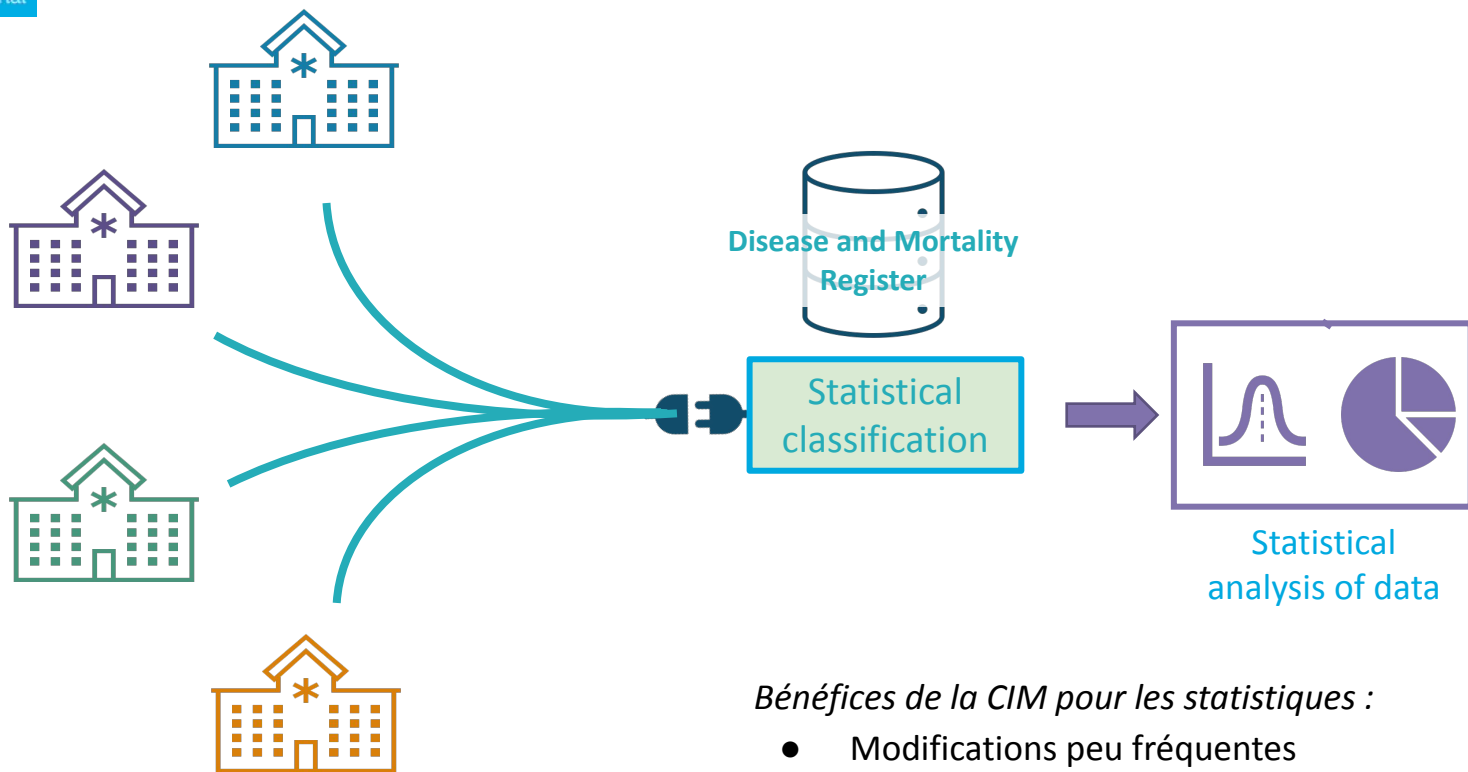 Disease and Mortality
Register
Statistical
classification
Statistical
analysis of data
Bénéfices de la CIM pour les statistiques :
● Modifications peu fréquentes